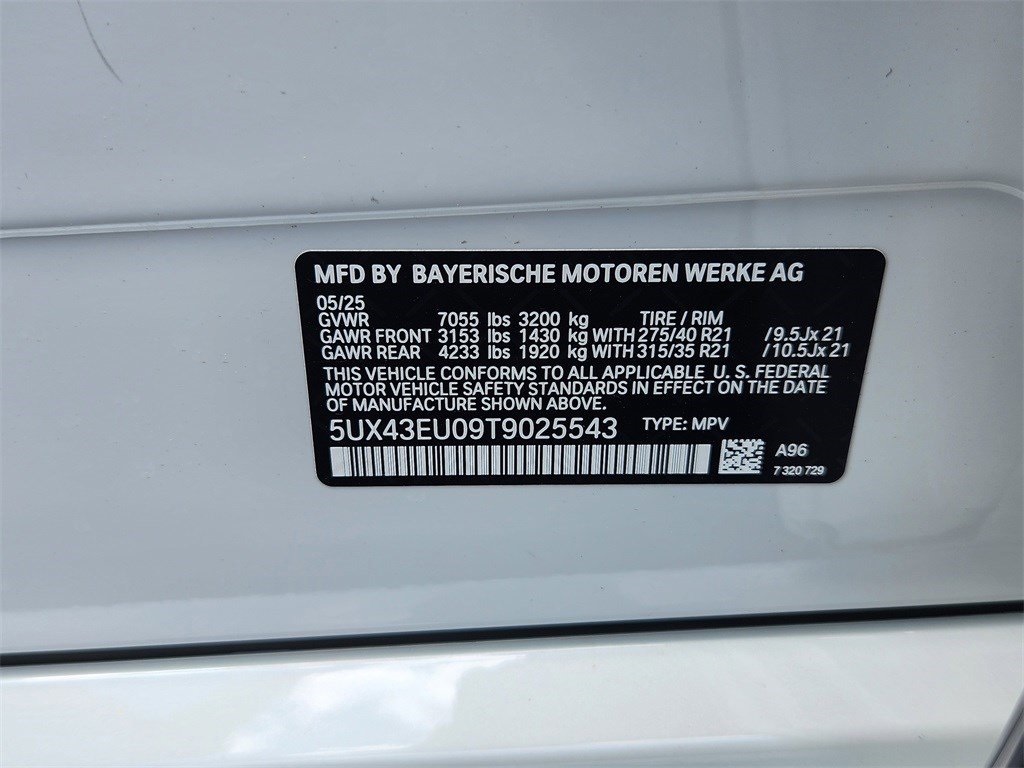 MFD BY BAYERISCHE MOTOREN WERKE AG
05/25
GVWR 7055 lbs 3200 kg TIRE / RIM
GAWR FRONT 3153 lbs 1430 kg WITH 275/40 R21 /9.5Jx 21
GAWR REAR 4233 lbs 1920 kg WITH 315/35 R21 /10.5Jx 21
THIS VEHICLE CONFORMS TO ALL APPLICABLE U. S. FEDERAL
MOTOR VEHICLE SAFETY STANDARDS IN EFFECT ON THE DATE
OF MANUFACTURE SHOWN ABOVE.
5UX43EU09T9025543 TYPE: MPV
A96
7 320 729